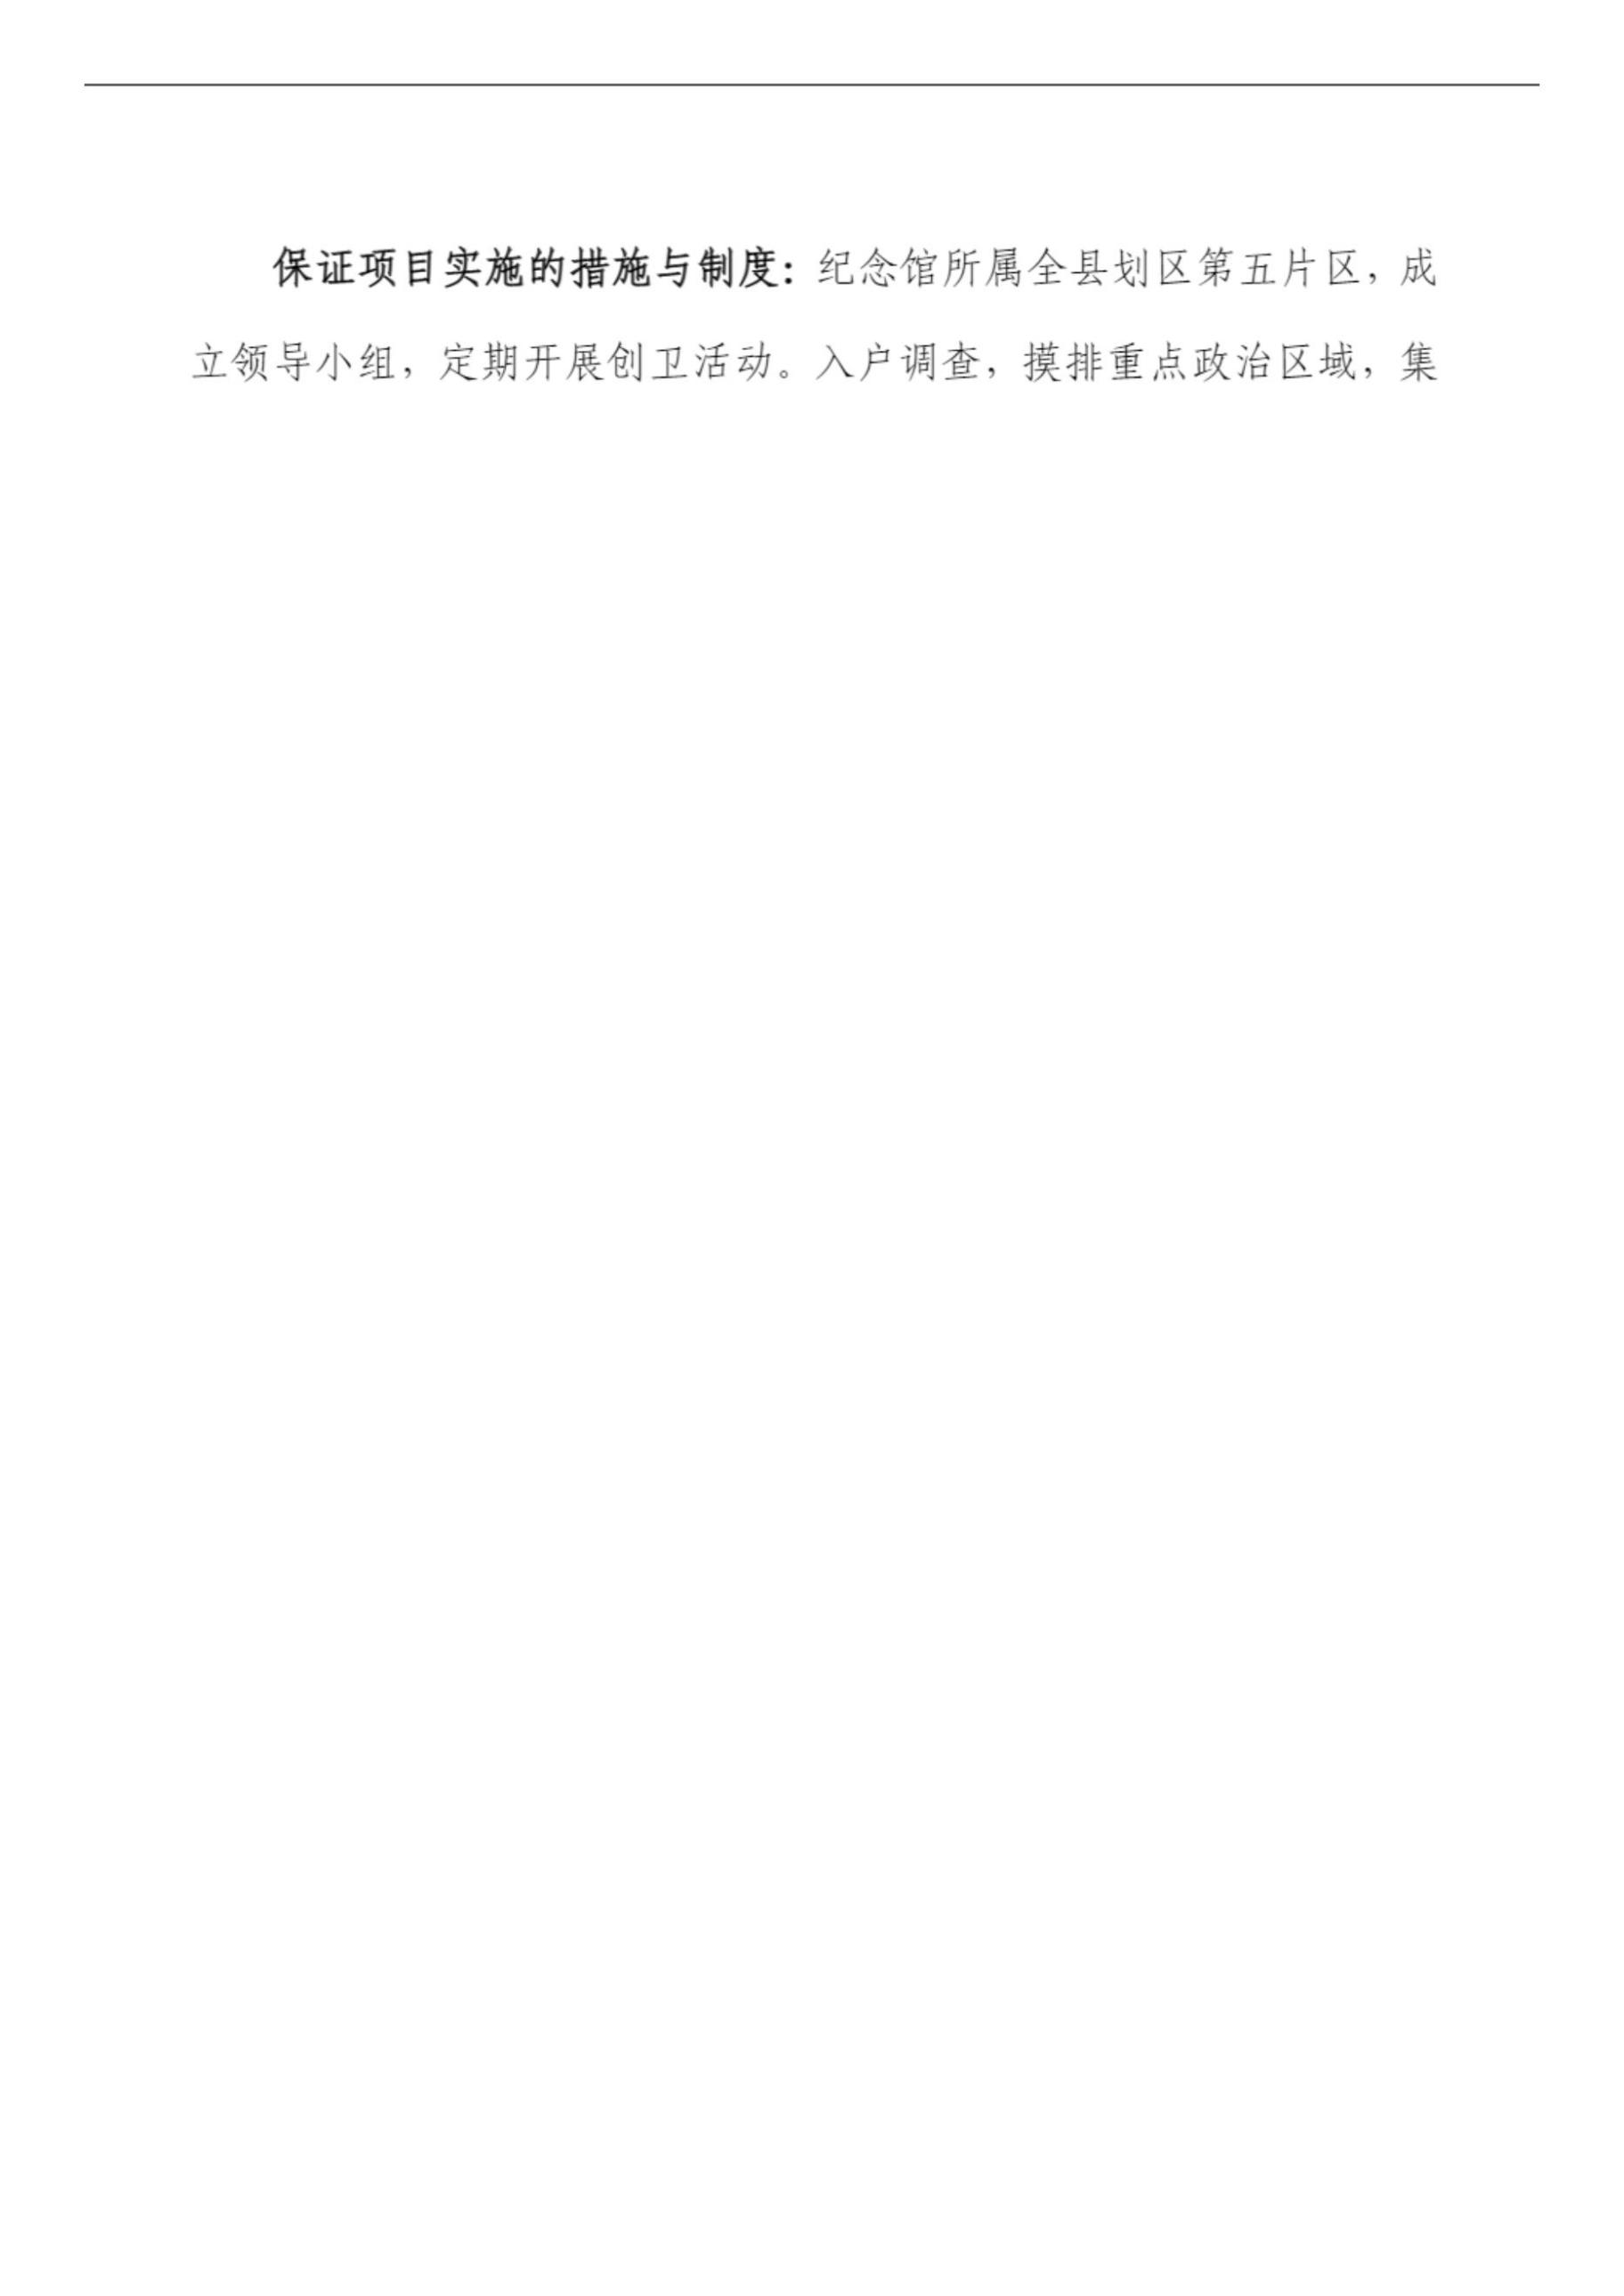 保证项目实施的措施与制度：纪念馆所属全县划区第五片区，成
立领导小组，定期开展创卫活动。入户调查，摸排重点政治区域，集